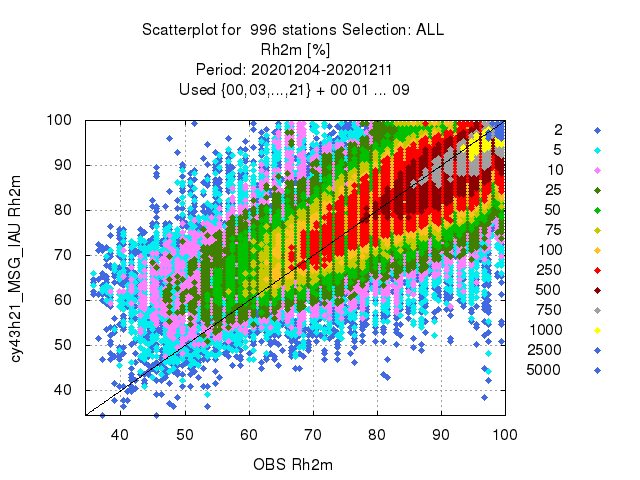 Scatterplot for 996 stations Selection: ALL
Rh2m [%]
Period: 20201204-20201211
Used {00,03,...,21} + 00 01 ... 09
100
90
80
70
60
50
40
cy43h21_MSG_IAU Rh2m
40 50 60 70 80 90 100
OBS Rh2m
2
5
10
25
50
75
100
250
500
750
1000
2500
5000